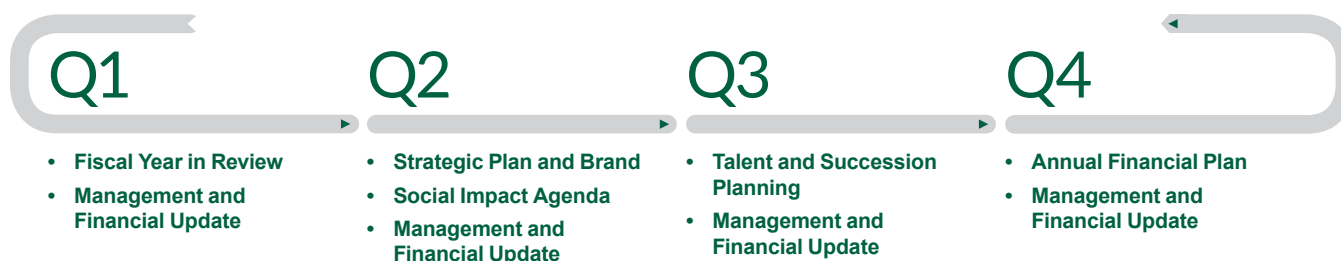 Q1
• Fiscal Year in Review
• Management and
Financial Update
Q2
• Strategic Plan and Brand
• Social Impact Agenda
• Management and
Financial Update
Q3
• Talent and Succession
Planning
• Management and
Financial Update
Q4
• Annual Financial Plan
• Management and
Financial Update